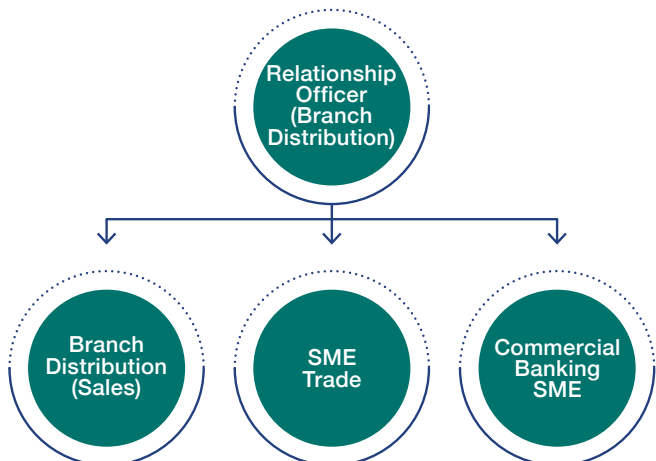 Relationship
Officer
(Branch
Distribution)
Branch
Distribution
(Sales)
SME
Trade
Commercial
Banking
SME